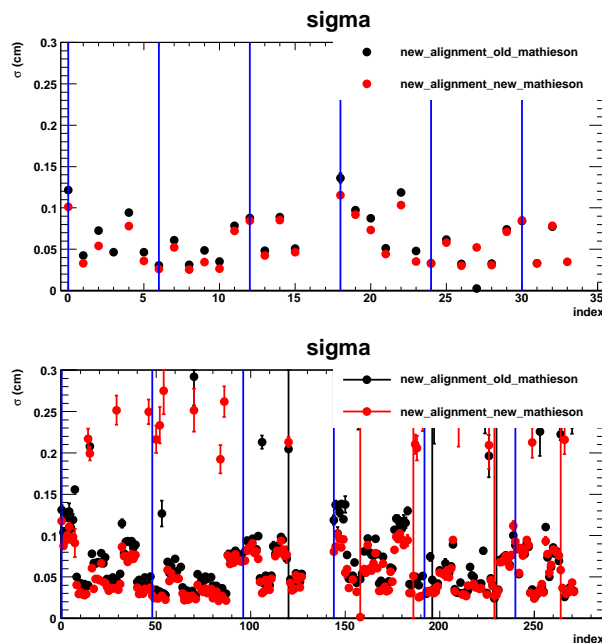 sigma
σ (cm)
new_alignment_old_mathieson
new_alignment_new_mathieson
0.3
0.25
0.2
0.15
0.1
0.05
0
0 5 10 15 20 25 30 35
index
sigma
σ (cm)
new_alignment_old_mathieson
new_alignment_new_mathieson
0.3
0.25
0.2
0.15
0.1
0.05
0
0 50 100 150 200 250
index